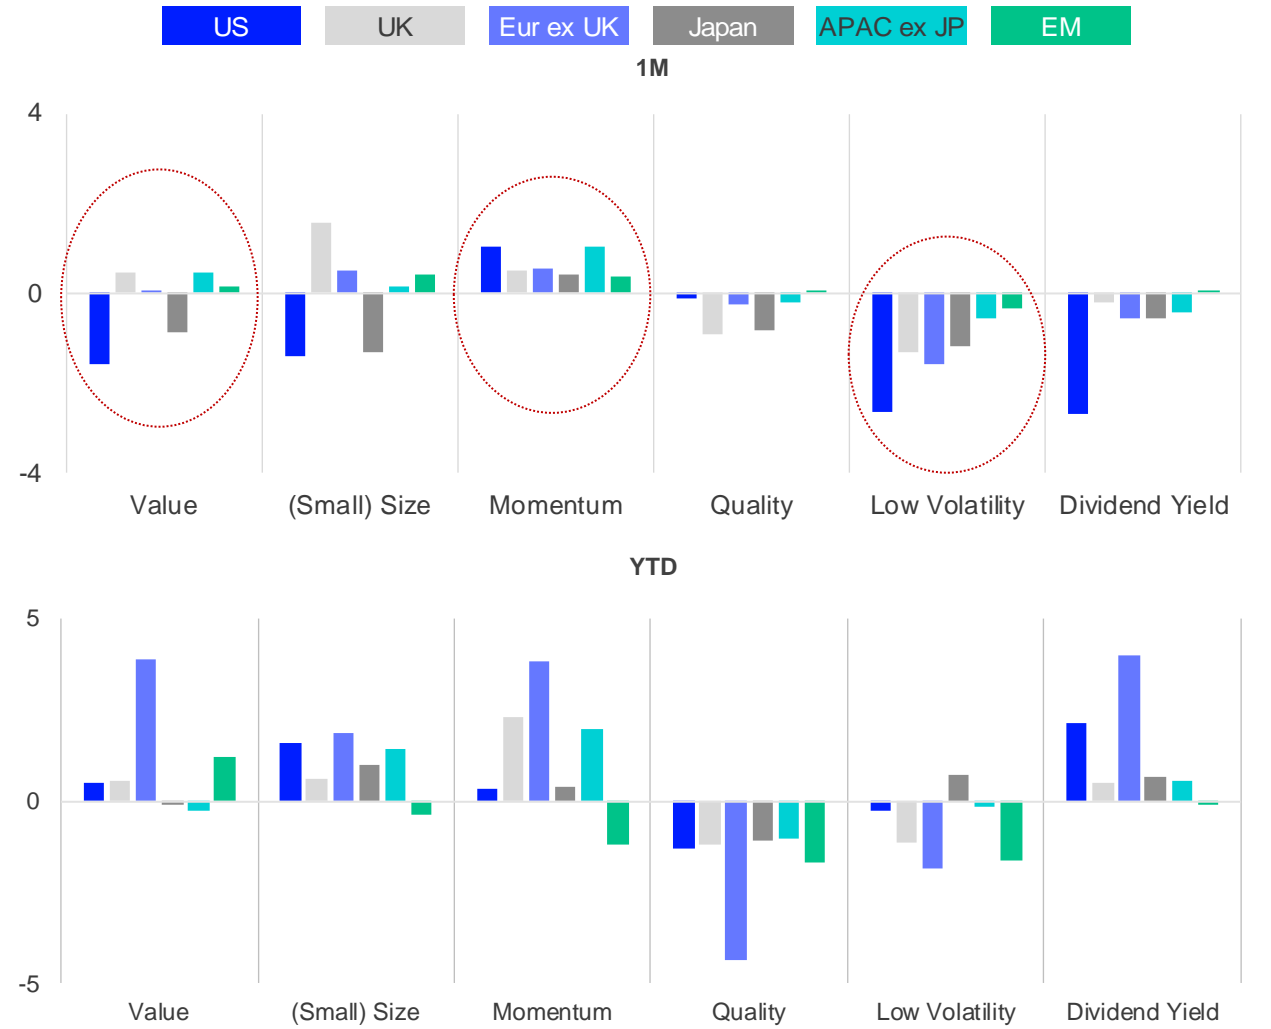 US UK Eur ex UK Japan APAC ex JP EM
1M
4
0
-4
Value (Small) Size Momentum Quality Low Volatility Dividend Yield
YTD
5
0
-5
Value (Small) Size Momentum Quality Low Volatility Dividend Yield